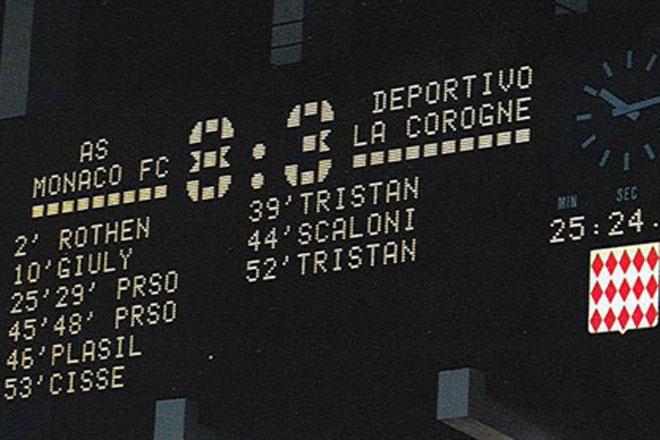 AS
MONACO FC
8:3
DEPORTIVO
LA COROGNE
2' ROTHEN
10'GIULY
25'29' PRSO
45'48' PRSO
46'PLASIL
53'CISSE
39'TRISTAN
44'SCALONI
52'TRISTAN
MIN SEC
25:24.